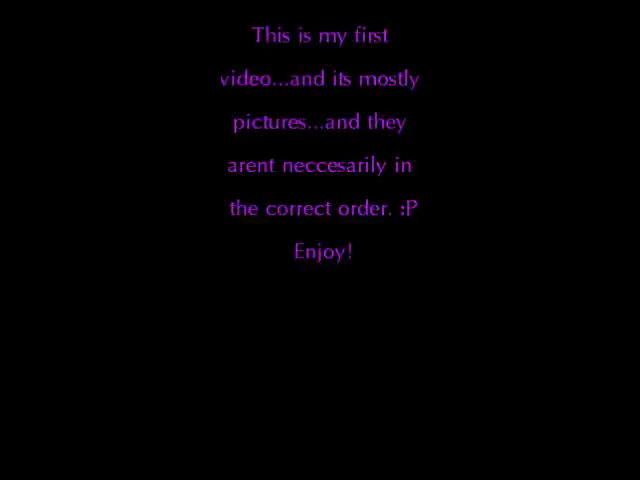 This is my first
video...and its mostly
pictures...and they
arent neccesarily in
the correct order. :P
Enjoy!